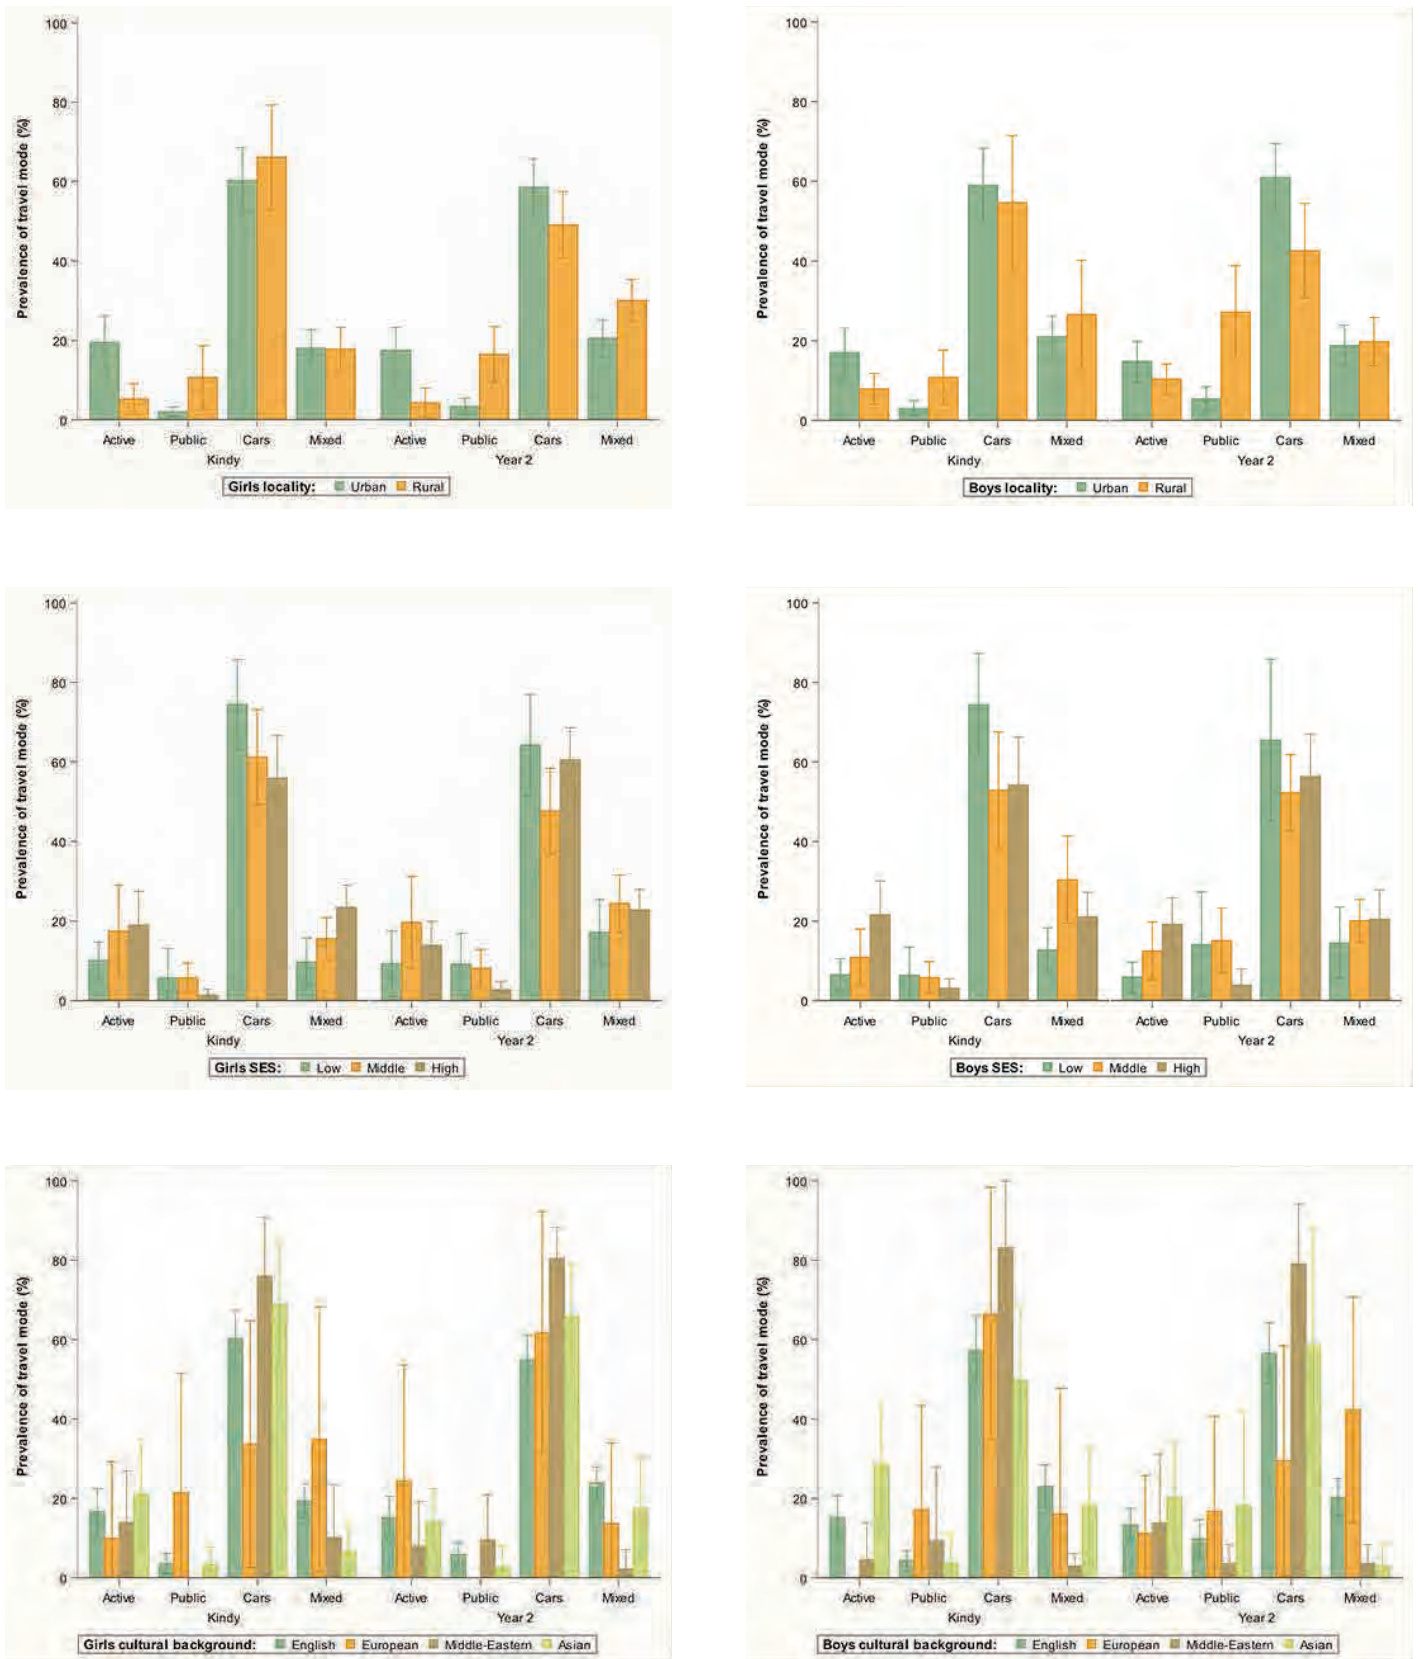 Prevalence of travel mode (%)
100
80
60
40
20
0
Active Public Cars Mixed Active Public Cars Mixed
Kindy Year 2
Girls locality: Urban Rural
Prevalence of travel mode (%)
100
80
60
40
20
0
Active Public Cars Mixed Active Public Cars Mixed
Kindy Year 2
Boys locality: Urban Rural
Prevalence of travel mode (%)
100
80
60
40
20
0
Active Public Cars Mixed Active Public Cars Mixed
Kindy Year 2
Girls SES: Low Middle High
Prevalence of travel mode (%)
100
80
60
40
20
0
Active Public Cars Mixed Active Public Cars Mixed
Kindy Year 2
Boys SES: Low Middle High
Prevalence of travel mode (%)
100
80
60
40
20
0
Active Public Cars Mixed Active Public Cars Mixed
Kindy Year 2
Girls cultural background: English European Middle-Eastern Asian
Prevalence of travel mode (%)
100
80
60
40
20
0
Active Public Cars Mixed Active Public Cars Mixed
Kindy Year 2
Boys cultural background: English European Middle-Eastern Asian